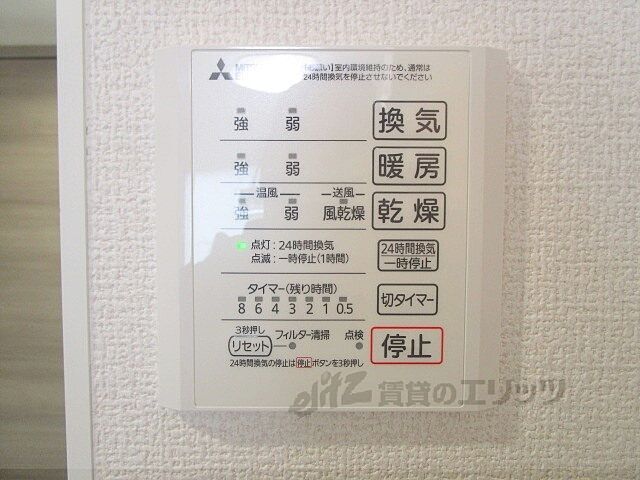 MITS
【お願い】室内環境維持のため、通常は
24時間換気を停止させないでください
強 弱 換気
強 弱 暖房
温風 送風
強 弱 風乾燥 乾燥
点灯：24時間換気
点滅：一時停止(1時間)
24時間換気
一時停止
タイマー(残り時間)
8 6 4 3 2 1 0.5
切タイマー
3秒押し
リセット フィルター清掃 点検
停止
24時間換気の停止は停止ボタンを3秒押し
elitz 賃貸のエリッツ